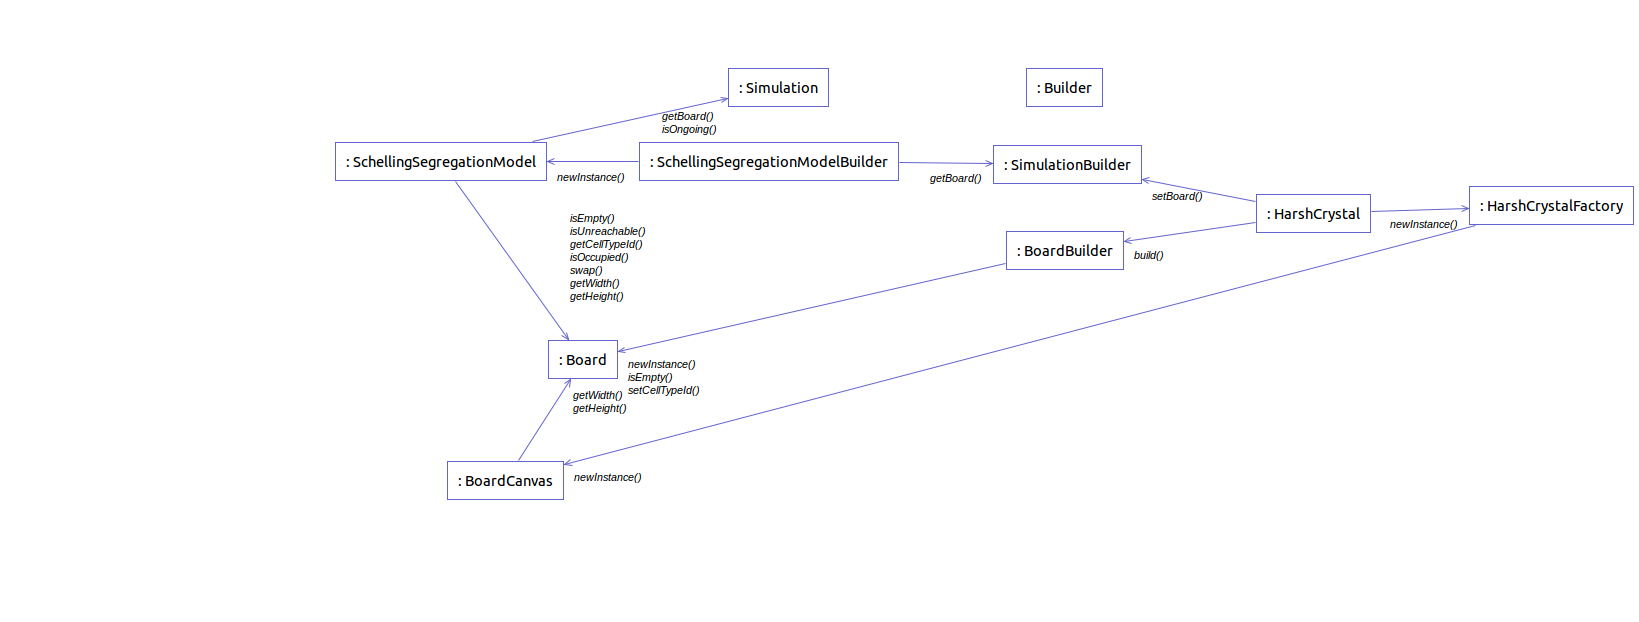 : Simulation
: Builder
getBoard()
isOngoing()
: SchellingSegregationModel
: SchellingSegregationModelBuilder
: SimulationBuilder
newInstance()
getBoard()
setBoard()
: HarshCrystal
: HarshCrystalFactory
newInstance()
isEmpty()
isUnreachable()
getCellTypeId()
isOccupied()
swap()
getWidth()
getHeight()
: BoardBuilder
build()
: Board
newInstance()
isEmpty()
setCellTypeId()
getWidth()
getHeight()
: BoardCanvas
newInstance()